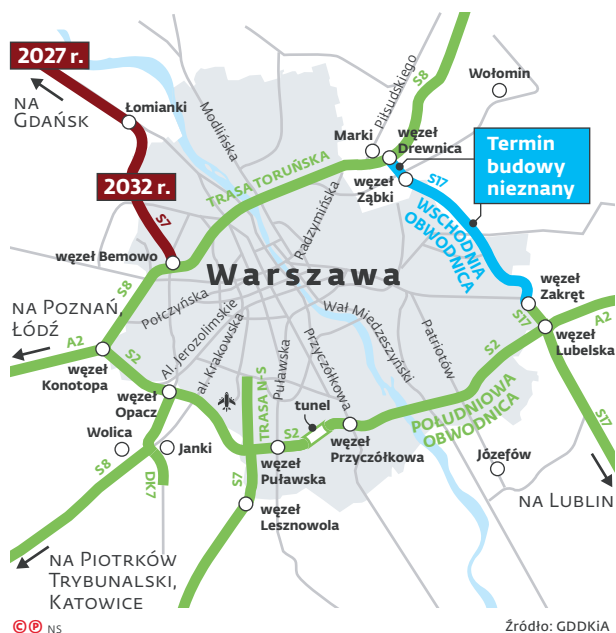 2027 r.
NA
GDAŃSK
Łomianki
Modlińska
Piłsudskiego
S8
Wołomin
Marki
węzeł
Drewnica
Termin
budowy
nieznany
2032 r.
S7
TRASA TORUŃSKA
węzeł
Ząbki
S17
WSCHODNIA
OBWODNICA
Radzymińska
węzeł Bemowo
Warszawa
węzeł
Zakręt
NA POZNAŃ,
ŁÓDŹ
S8
Połczyńska
Al. Jerozolimskie
al. Krakowska
Wał Miedzeszyński
Patriotów
S17
A2
A2
S2
węzeł
Konotopa
Puławska
Przyczółkowa
S2
węzeł
Lubelska
węzeł
Opacz
TRASA N-S
tunel
POŁUDNIOWA
OBWODNICA
S17
Wolica
Janki
S2
węzeł
Puławska
węzeł
Przyczółkowa
Józefów
S8
DK7
S7
węzeł
Lesznowola
NA LUBLIN
NA PIOTRKÓW
TRYBUNALSKI,
KATOWICE
©℗ NS
Źródło: GDDKiA